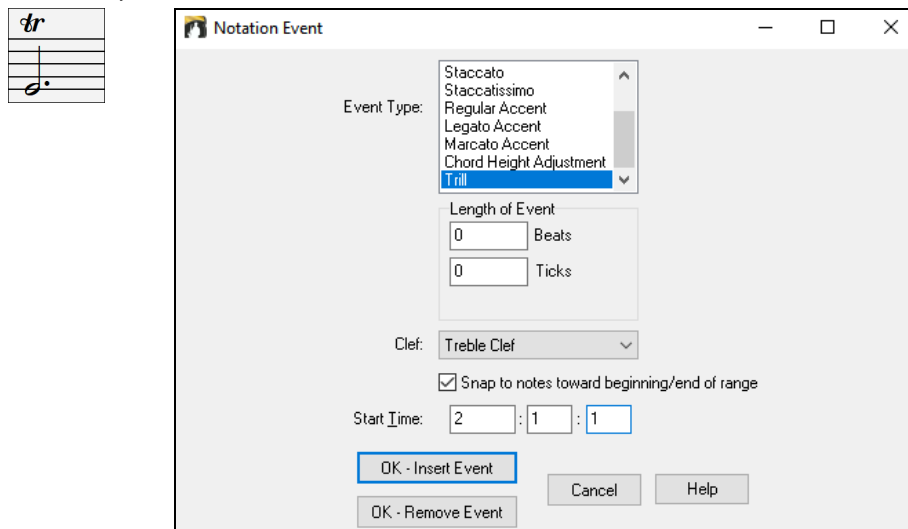 tr
Notation Event
Event Type:
Staccato
Staccatissimo
Regular Accent
Legato Accent
Marcato Accent
Chord Height Adjustment
Trill
Length of Event
0 Beats
0 Ticks
Clef: Treble Clef
Snap to notes toward beginning/end of range
Start Time: 2 : 1 : 1
OK - Insert Event
Cancel Help
OK - Remove Event